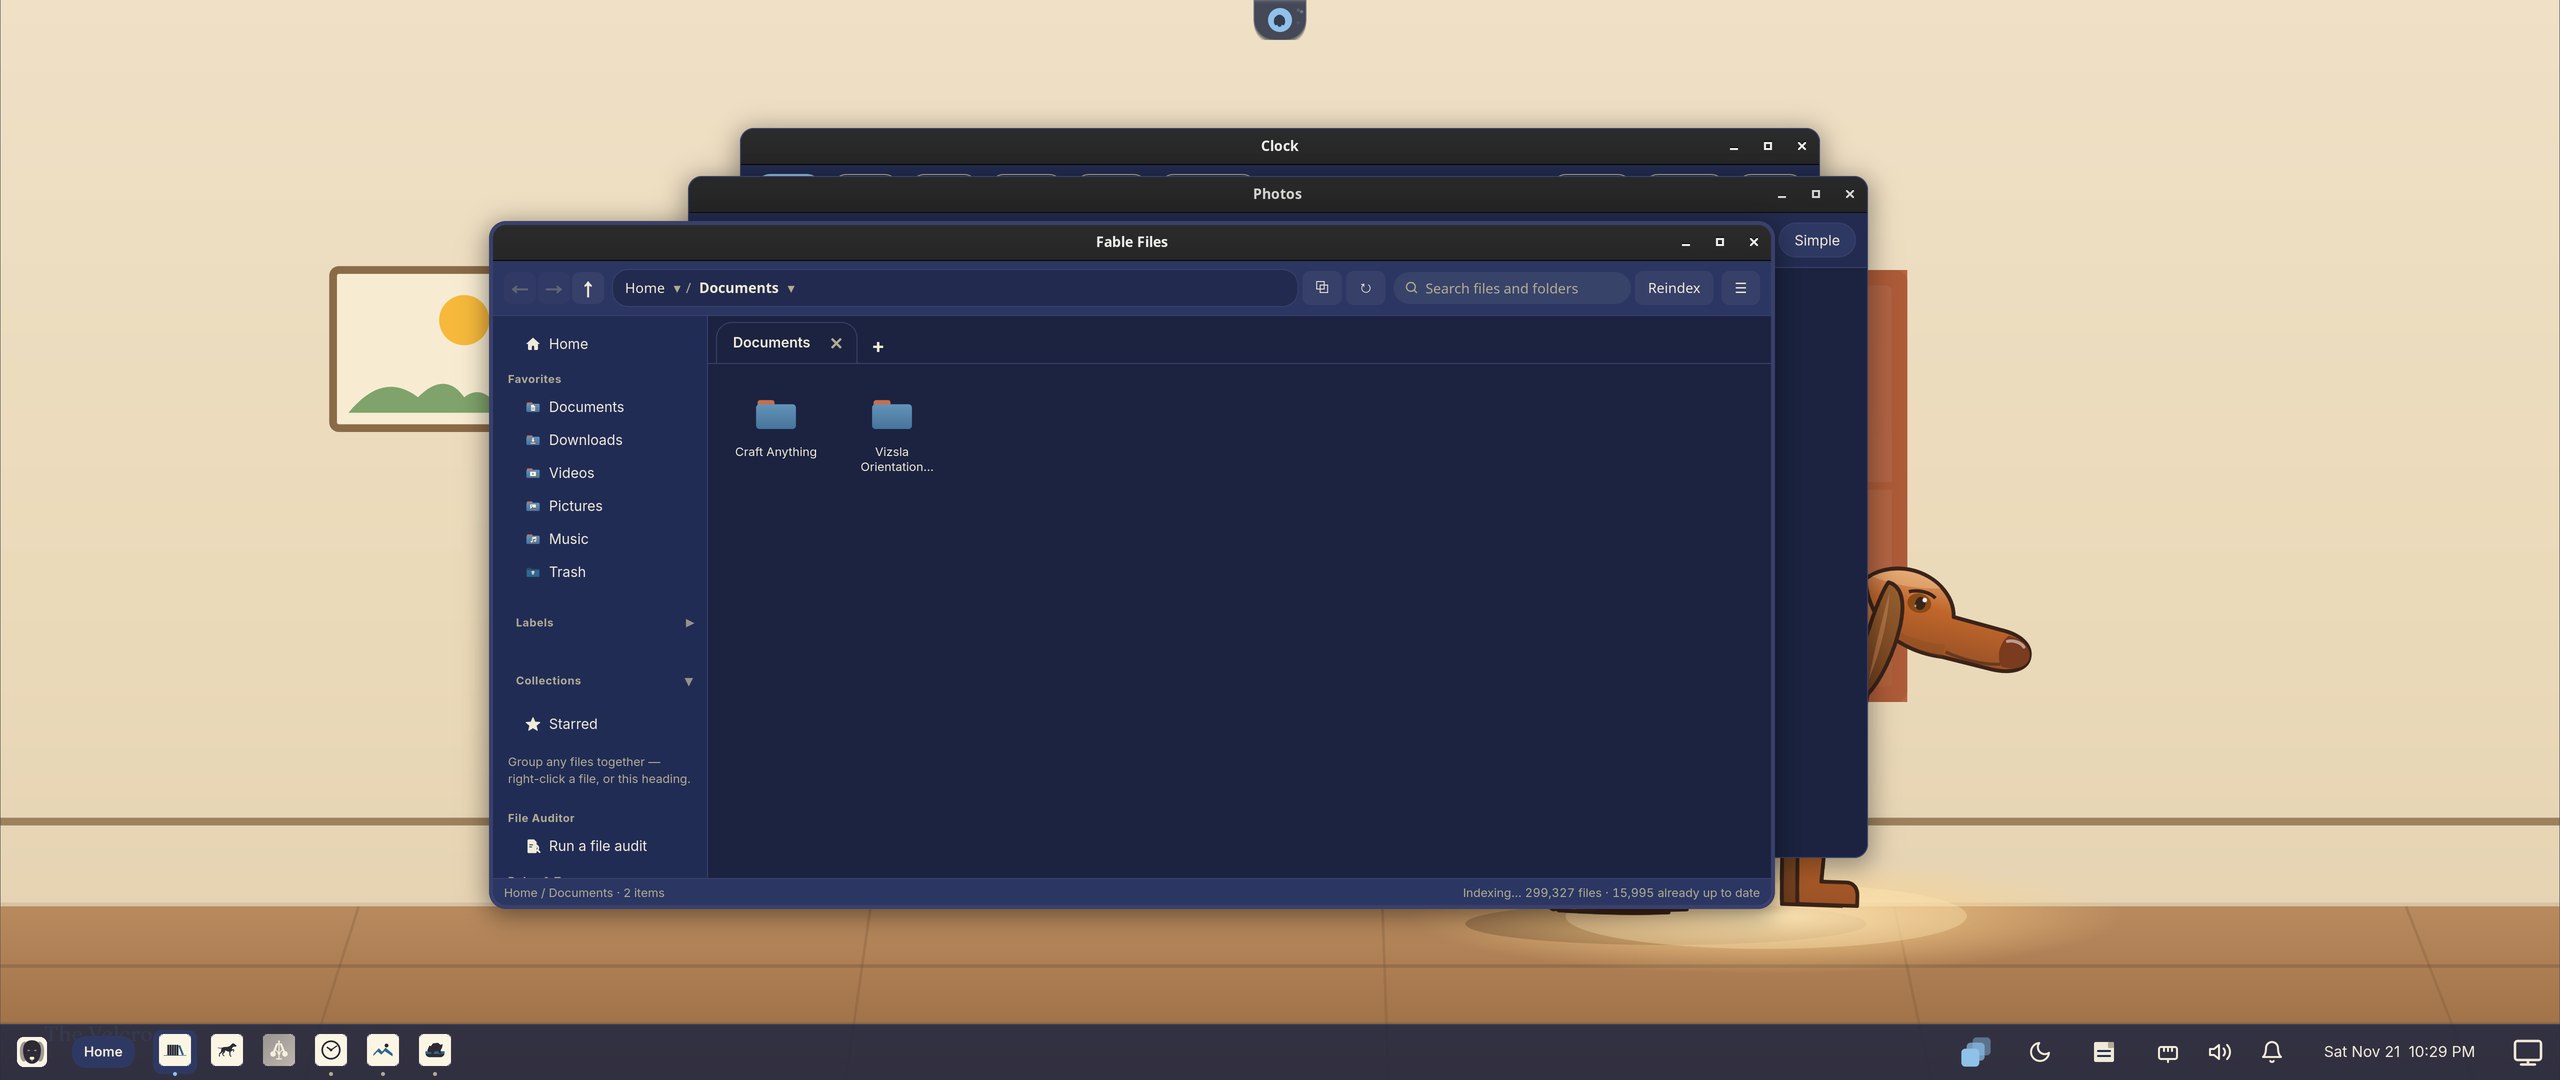 Clock
Photos
Simple
Fable Files
Home ▾ / Documents ▾
Search files and folders
Reindex
Home
Favorites
Documents
Downloads
Videos
Pictures
Music
Trash
Labels
Collections
Starred
Group any files together —
right-click a file, or this heading.
File Auditor
Run a file audit
Documents
Craft Anything
Vizsla
Orientation...
Home / Documents · 2 items
Indexing... 299,327 files · 15,995 already up to date
Home
Sat Nov 21 10:29 PM